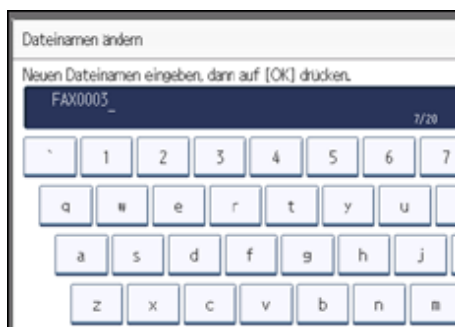 Dateinamen ändern
Neuen Dateinamen eingeben, dann auf [OK] drücken.
FAX0003_
7/20
` 1 2 3 4 5 6 7
q w e r t y u
a s d f g h j
z x c v b n m